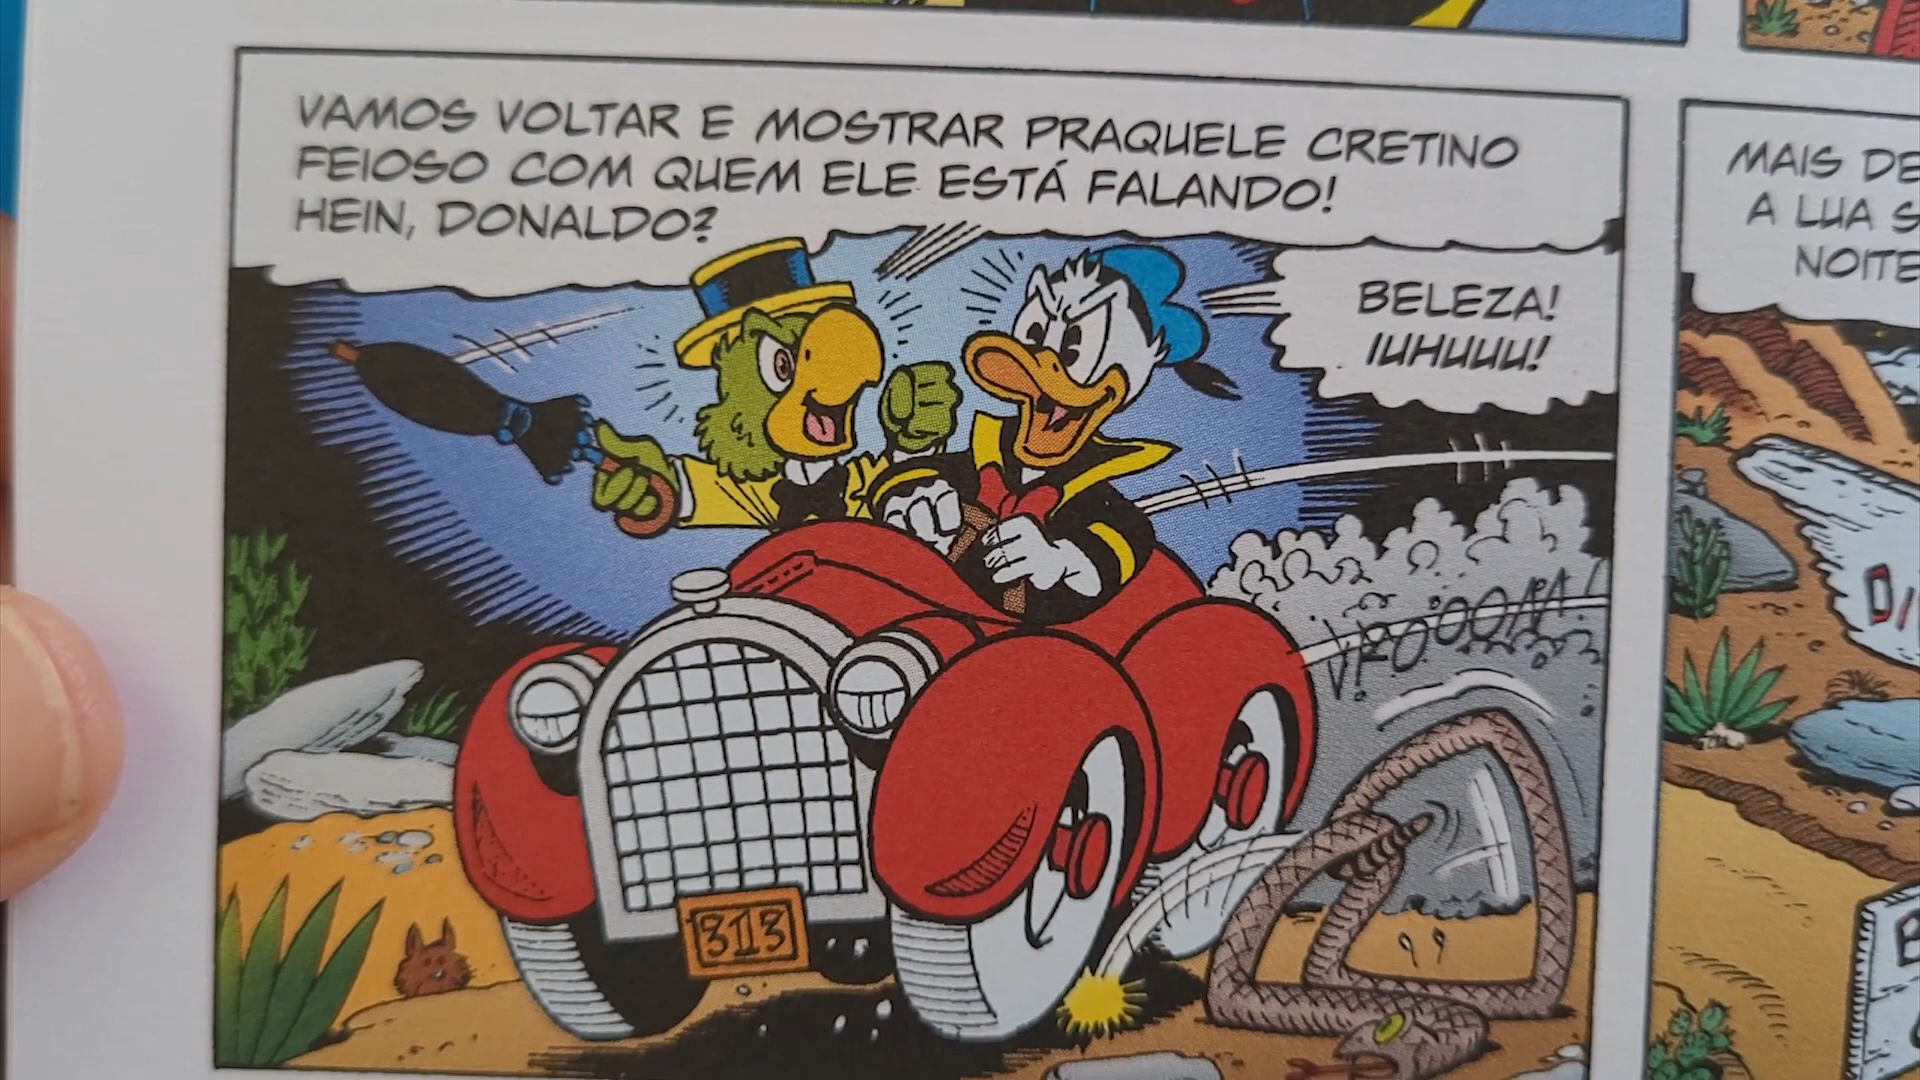 VAMOS VOLTAR E MOSTRAR PRAQUELE CRETINO
FEIOSO COM QUEM ELE ESTÁ FALANDO!
HEIN, DONALDO?
BELEZA!
IUHUUU!
VROOOM
313
MAIS DE
A LUA S
NOITE